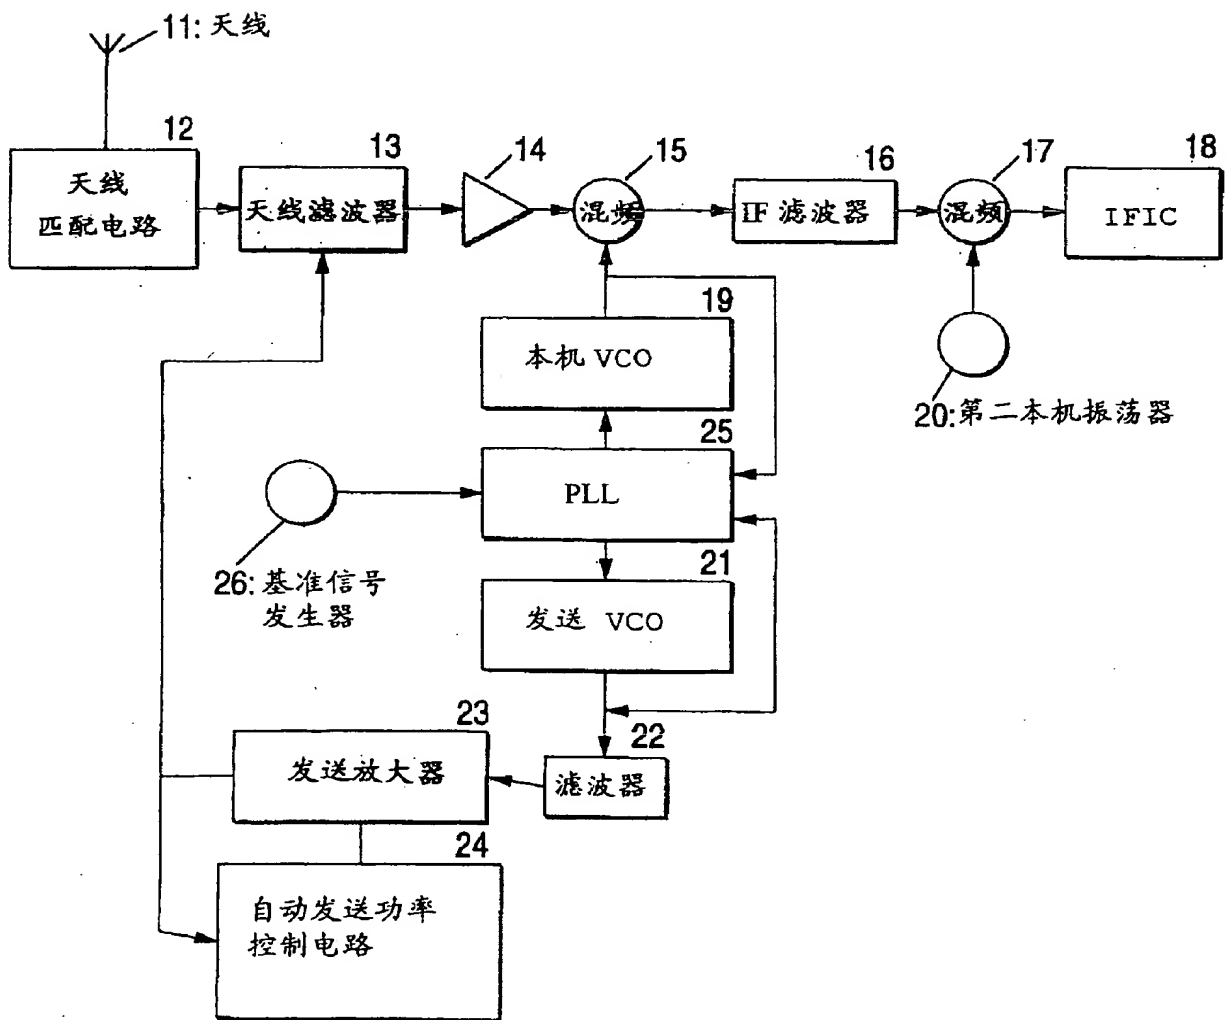 11: 天线
12
天线
匹配电路
13
天线滤波器
14
15
混频
16
IF 滤波器
17
混频
18
IFIC
19
本机 VCO
20:第二本机振荡器
25
PLL
26: 基准信号
发生器
21
发送 VCO
22
滤波器
23
发送放大器
24
自动发送功率
控制电路